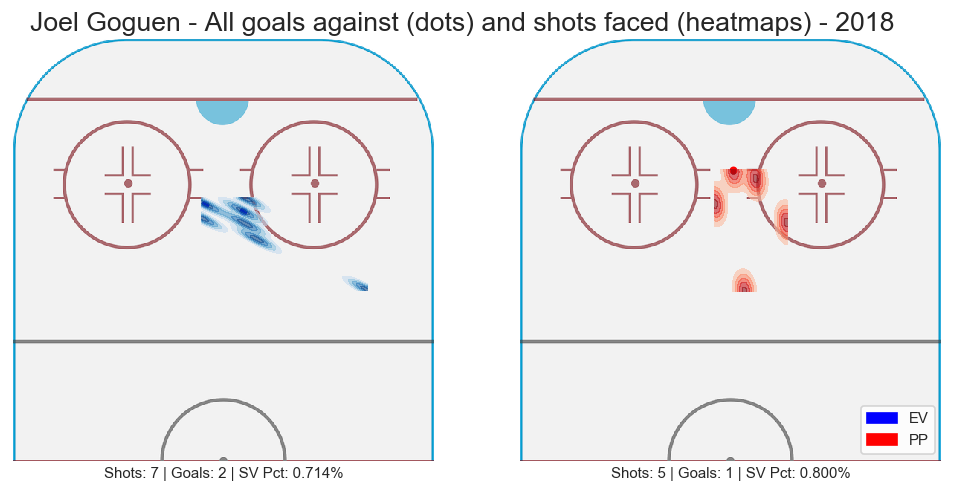 Joel Goguen - All goals against (dots) and shots faced (heatmaps) - 2018
EV
PP
Shots: 7 | Goals: 2 | SV Pct: 0.714%
Shots: 5 | Goals: 1 | SV Pct: 0.800%